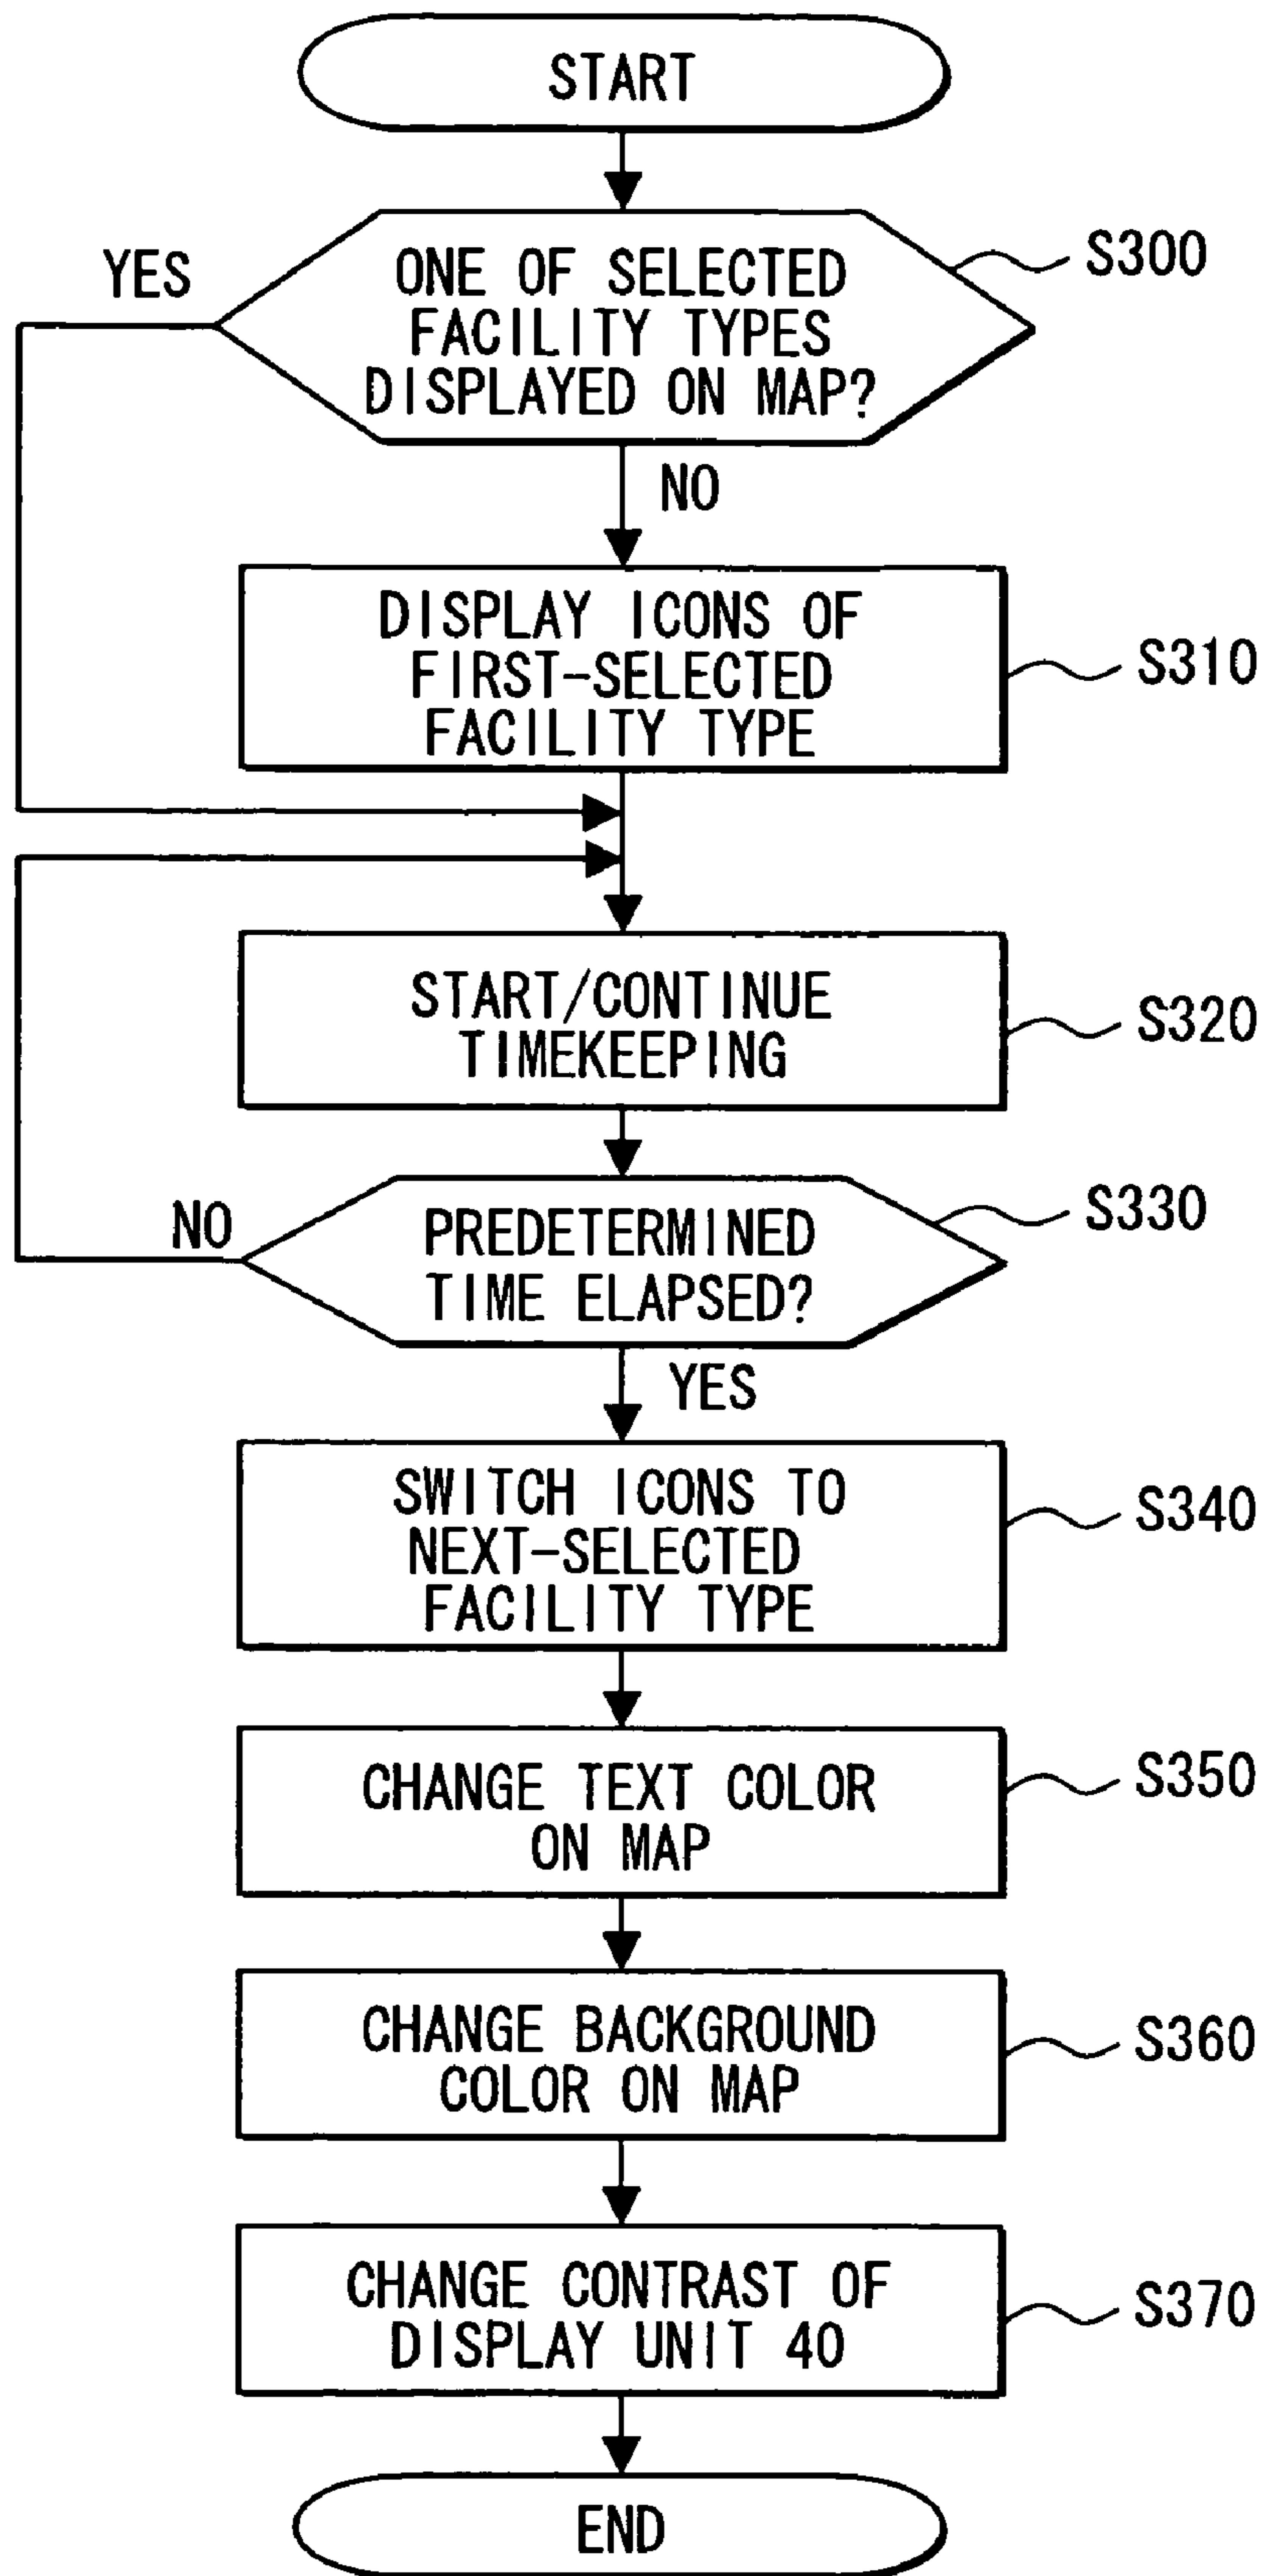 START
YES
ONE OF SELECTED
FACILITY TYPES
DISPLAYED ON MAP?
S300
NO
DISPLAY ICONS OF
FIRST-SELECTED
FACILITY TYPE
S310
START/CONTINUE
TIMEKEEPING
S320
NO
PREDETERMINED
TIME ELAPSED?
S330
YES
SWITCH ICONS TO
NEXT-SELECTED
FACILITY TYPE
S340
CHANGE TEXT COLOR
ON MAP
S350
CHANGE BACKGROUND
COLOR ON MAP
S360
CHANGE CONTRAST OF
DISPLAY UNIT 40
S370
END